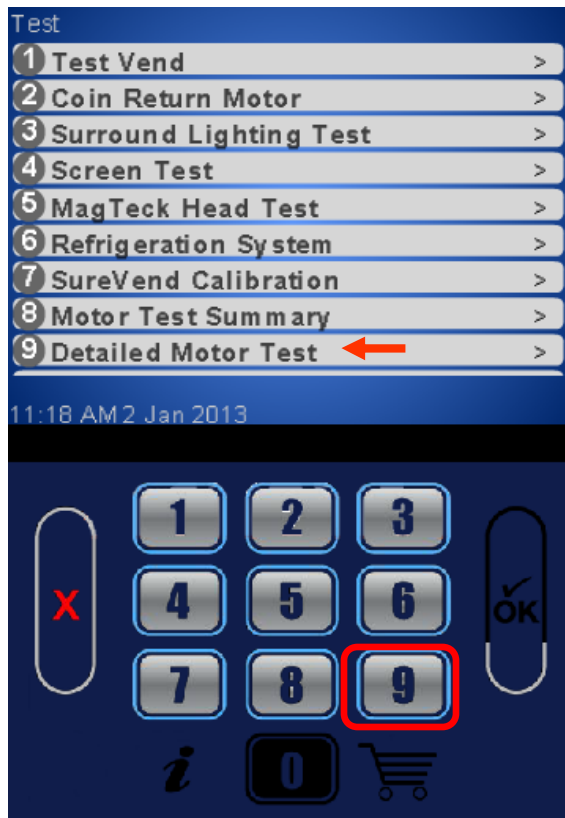 Test
1 Test Vend >
2 Coin Return Motor >
3 Surround Lighting Test >
4 Screen Test >
5 MagTeck Head Test >
6 Refrigeration System >
7 SureVend Calibration >
8 Motor Test Summary >
9 Detailed Motor Test >
11:18 AM 2 Jan 2013
1 2 3
X 4 5 6 OK
7 8 9
i 0